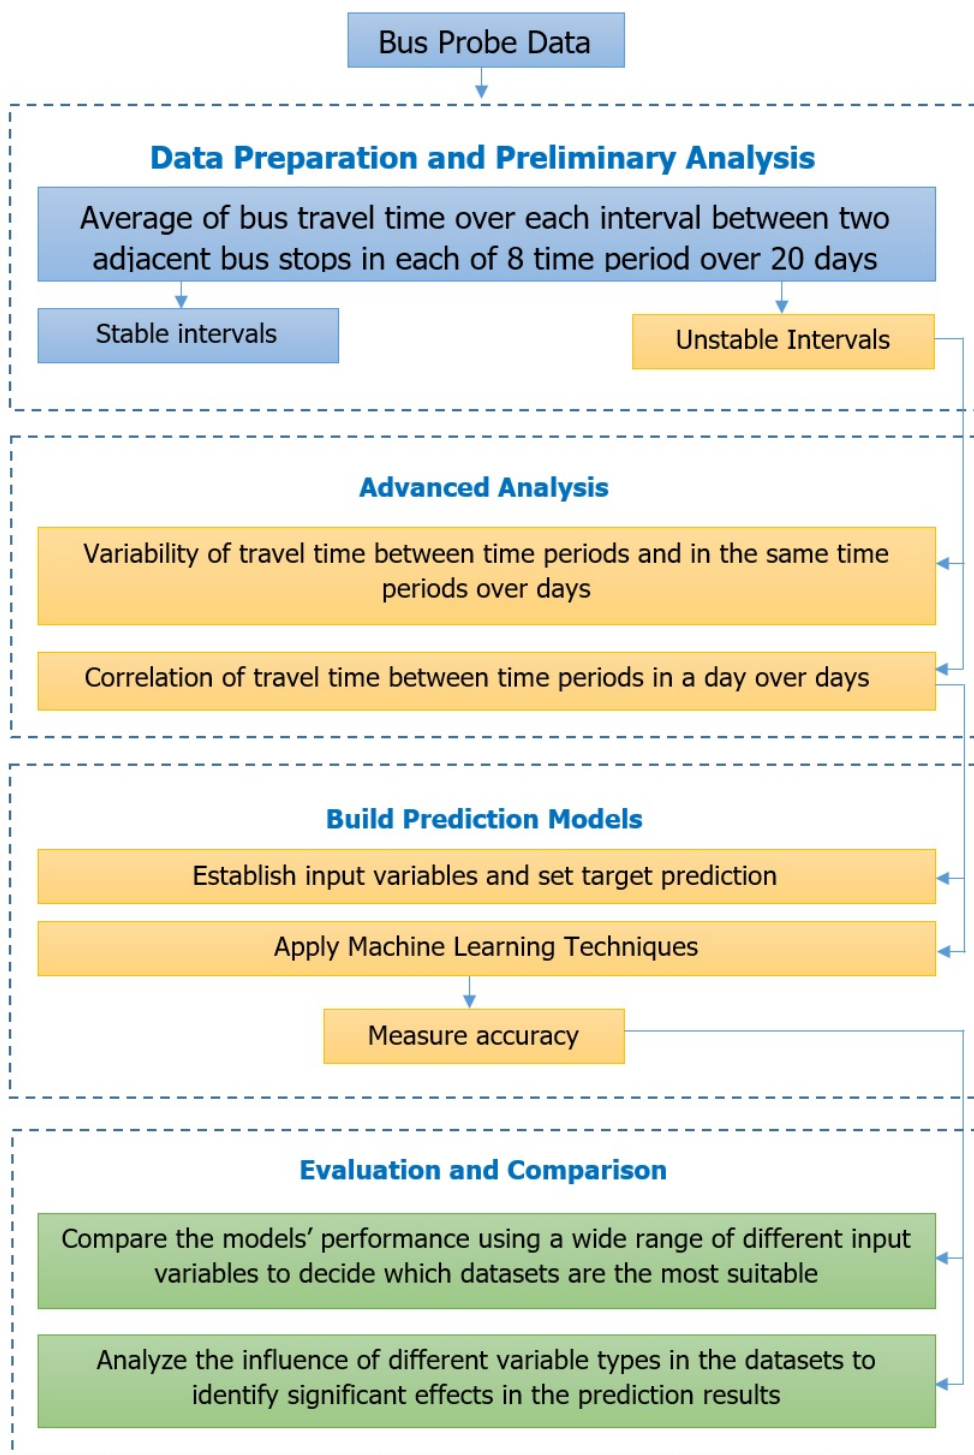 Bus Probe Data
Data Preparation and Preliminary Analysis
Average of bus travel time over each interval between two
adjacent bus stops in each of 8 time period over 20 days
Stable intervals
Unstable Intervals
Advanced Analysis
Variability of travel time between time periods and in the same time
periods over days
Correlation of travel time between time periods in a day over days
Build Prediction Models
Establish input variables and set target prediction
Apply Machine Learning Techniques
Measure accuracy
Evaluation and Comparison
Compare the models’ performance using a wide range of different input
variables to decide which datasets are the most suitable
Analyze the influence of different variable types in the datasets to
identify significant effects in the prediction results